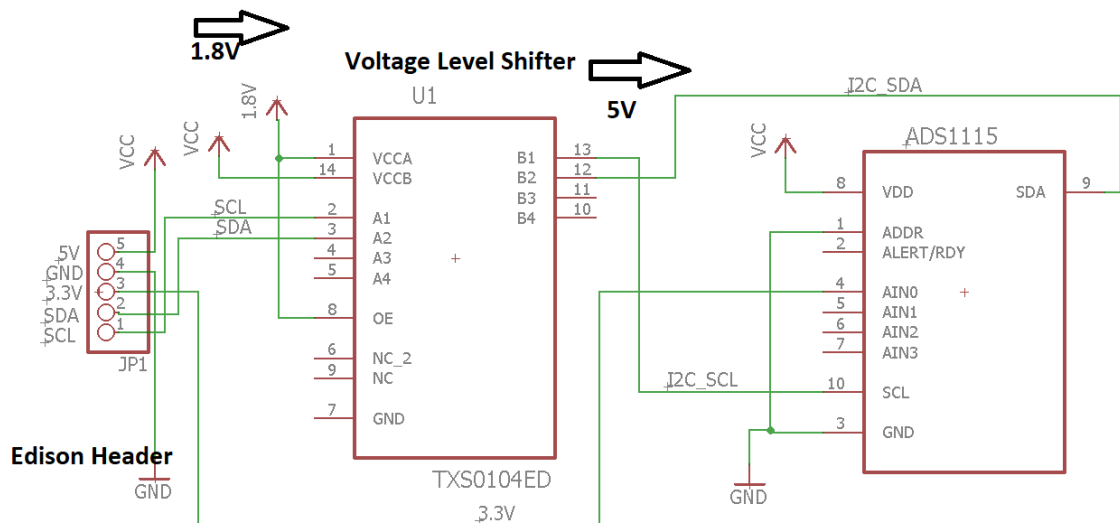 1.8V
Voltage Level Shifter
5V
U1
1.8V
VCC
VCC
1 VCCA
14 VCCB
2 A1
3 A2
4 A3
5 A4
8 OE
6 NC_2
9 NC
7 GND
B1 13
B2 12
B3 11
B4 10
TXS0104ED
SCL
SDA
5V 5
GND 4
3.3V 3
SDA 2
SCL 1
JP1
Edison Header
GND
3.3V
I2C_SDA
I2C_SCL
ADS1115
VCC
8 VDD
SDA 9
1 ADDR
2 ALERT/RDY
4 AIN0
5 AIN1
6 AIN2
7 AIN3
10 SCL
3 GND
GND